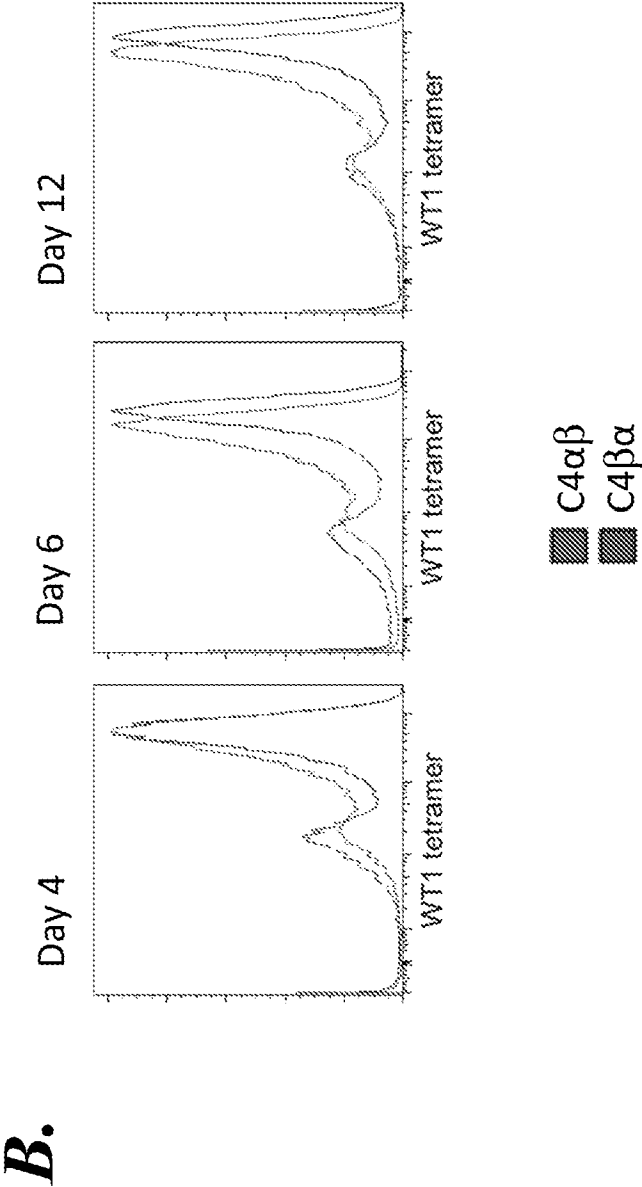 B.
Day 4
Day 6
Day 12
WT1 tetramer
WT1 tetramer
WT1 tetramer
C4αβ
C4βα